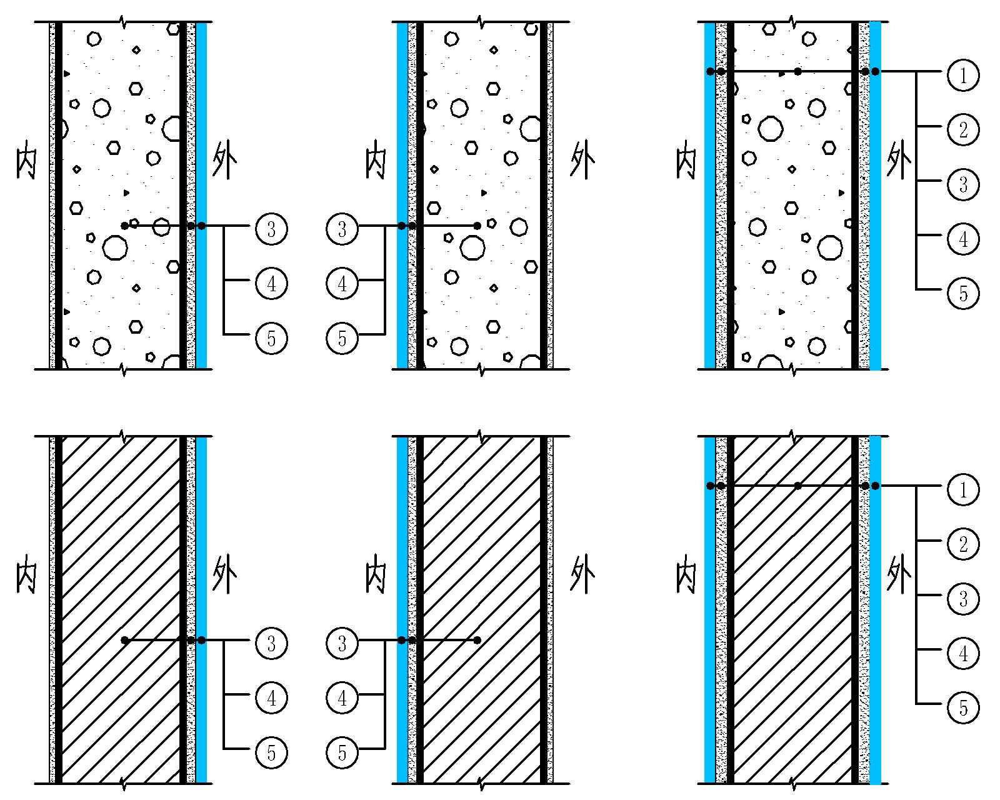 内 外 ③ ④ ⑤
③ ④ ⑤ 内 外
内 外 ① ② ③ ④ ⑤
内 外 ③ ④ ⑤
③ ④ ⑤ 内 外
内 外 ① ② ③ ④ ⑤